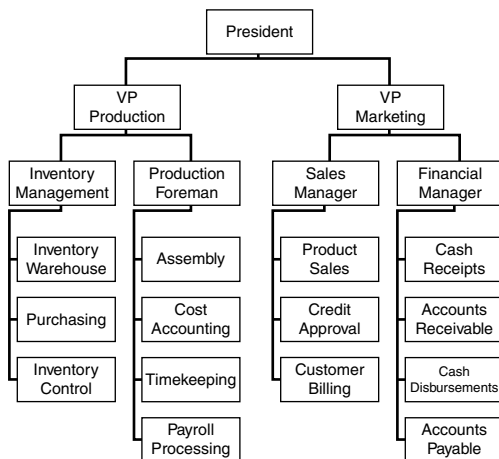 President
VP
Production
VP
Marketing
Inventory
Management
Production
Foreman
Sales
Manager
Financial
Manager
Inventory
Warehouse
Purchasing
Inventory
Control
Assembly
Cost
Accounting
Timekeeping
Payroll
Processing
Product
Sales
Credit
Approval
Customer
Billing
Cash
Receipts
Accounts
Receivable
Cash
Disbursements
Accounts
Payable